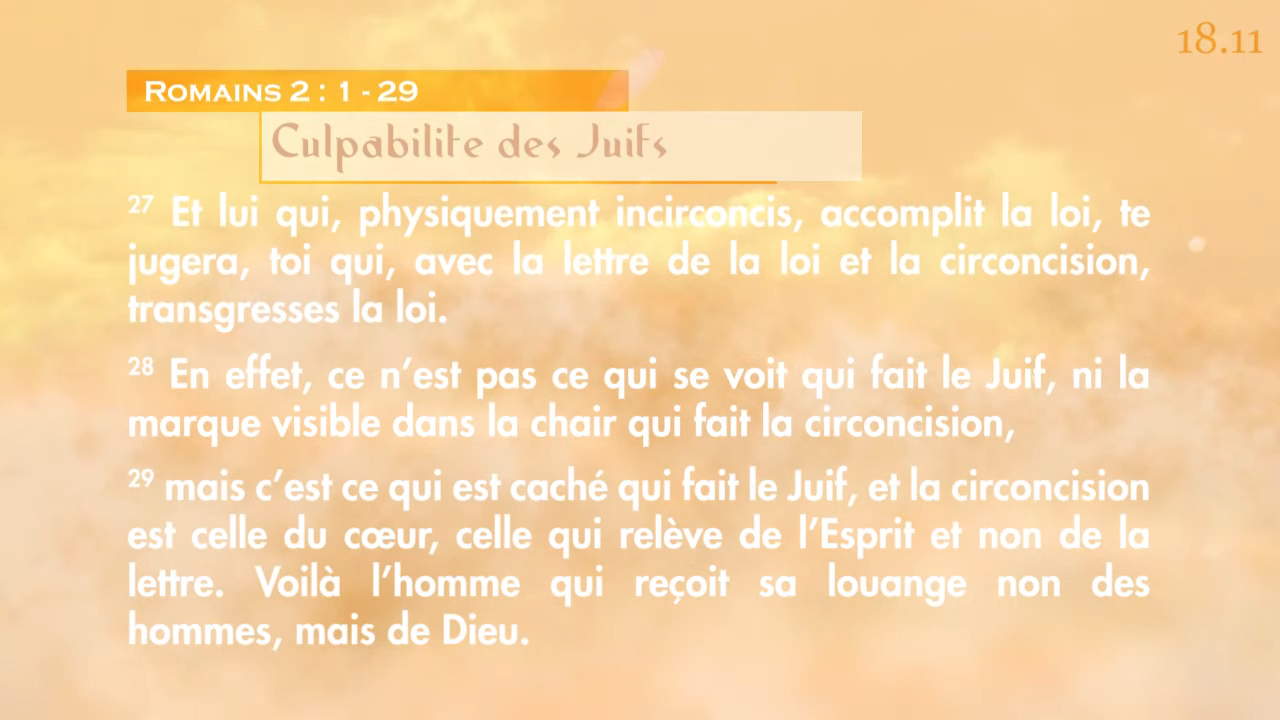 18.11
Romains 2 : 1 - 29
Culpabilite des Juifs
27 Et lui qui, physiquement incirconcis, accomplit la loi, te
jugera, toi qui, avec la lettre de la loi et la circoncision,
transgresses la loi.
28 En effet, ce n’est pas ce qui se voit qui fait le Juif, ni la
marque visible dans la chair qui fait la circoncision,
29 mais c’est ce qui est caché qui fait le Juif, et la circoncision
est celle du cœur, celle qui relève de l’Esprit et non de la
lettre. Voilà l’homme qui reçoit sa louange non des
hommes, mais de Dieu.